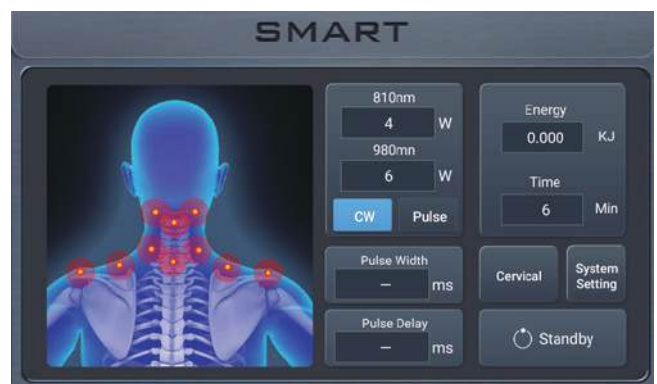 SMART
810nm
4 W
980mn
6 W
CW Pulse
Pulse Width
– ms
Pulse Delay
– ms
Energy
0.000 KJ
Time
6 Min
Cervical
System
Setting
Standby